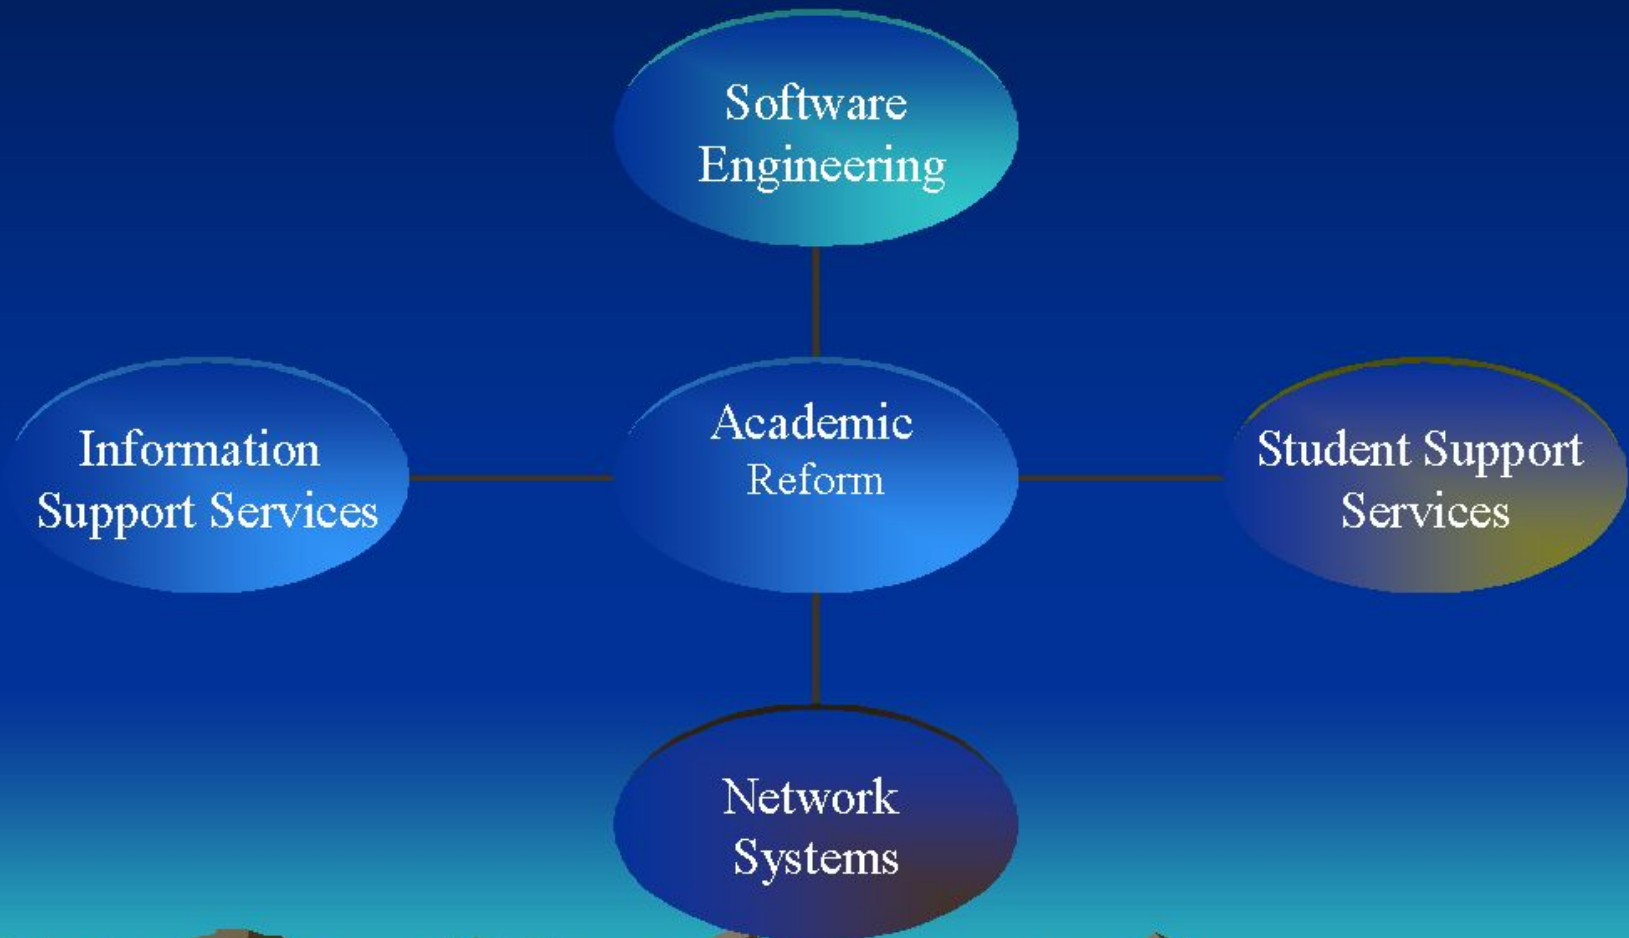 Software
Engineering
Information
Support Services
Academic
Reform
Student Support
Services
Network
Systems